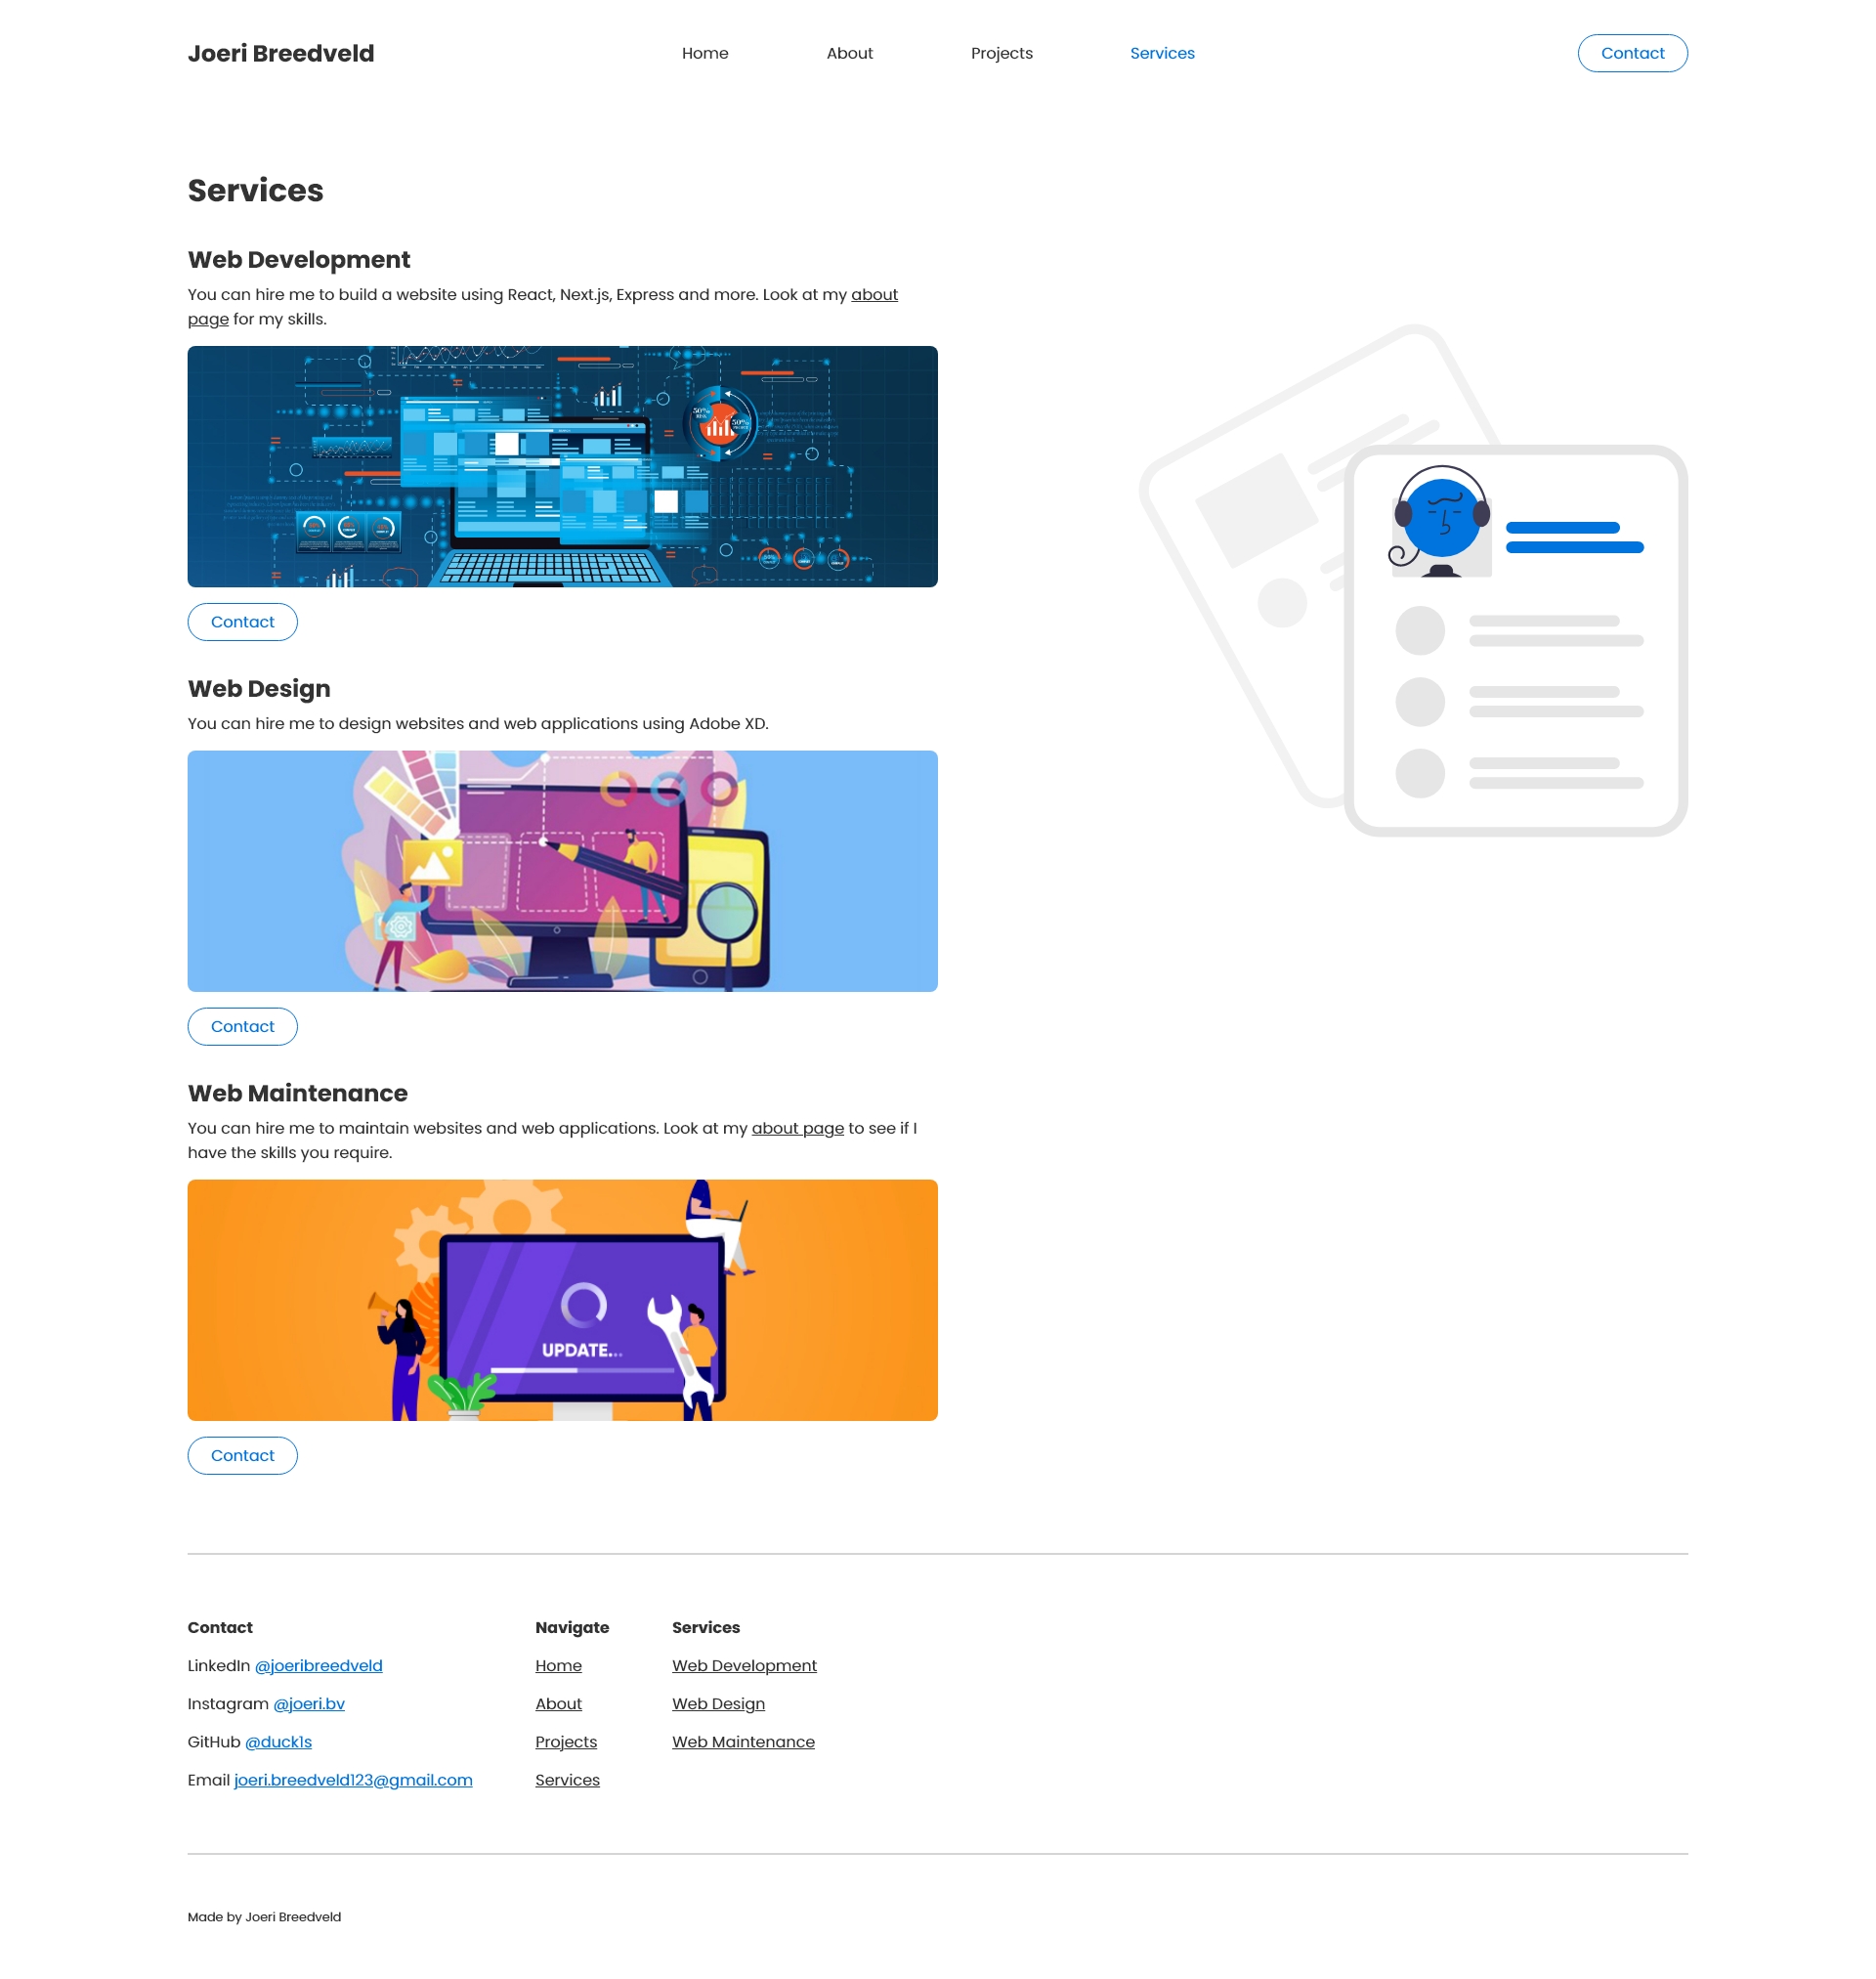 Joeri Breedveld
Home
About
Projects
Services
Contact
Services
Web Development
You can hire me to build a website using React, Next.js, Express and more. Look at my about
page for my skills.
50%
50%
Contact
Web Design
You can hire me to design websites and web applications using Adobe XD.
Contact
Web Maintenance
You can hire me to maintain websites and web applications. Look at my about page to see if I
have the skills you require.
UPDATE...
Contact
Contact
LinkedIn @joeribreedveld
Instagram @joeri.bv
GitHub @duck1s
Email joeri.breedveld123@gmail.com
Navigate
Home
About
Projects
Services
Services
Web Development
Web Design
Web Maintenance
Made by Joeri Breedveld